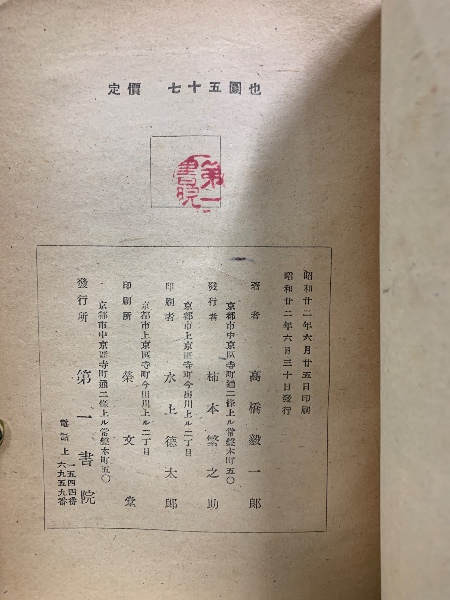 定價 七十五圓也
第一書院
昭和廿二年六月廿五日印刷
昭和廿二年六月三十日發行
著者 高橋毅一郎
京都市中京區寺町通二條上ル常盤木町五〇
發行者 柿本繁之助
京都市上京區寺町今出川上ル二丁目
印刷者 水上德太郎
京都市上京區寺町今出川上ル二丁目
印刷所 榮文堂
京都市中京區寺町通二條上ル常盤木町五〇
發行所 第一書院
電話上 一五四四番
六九五九番